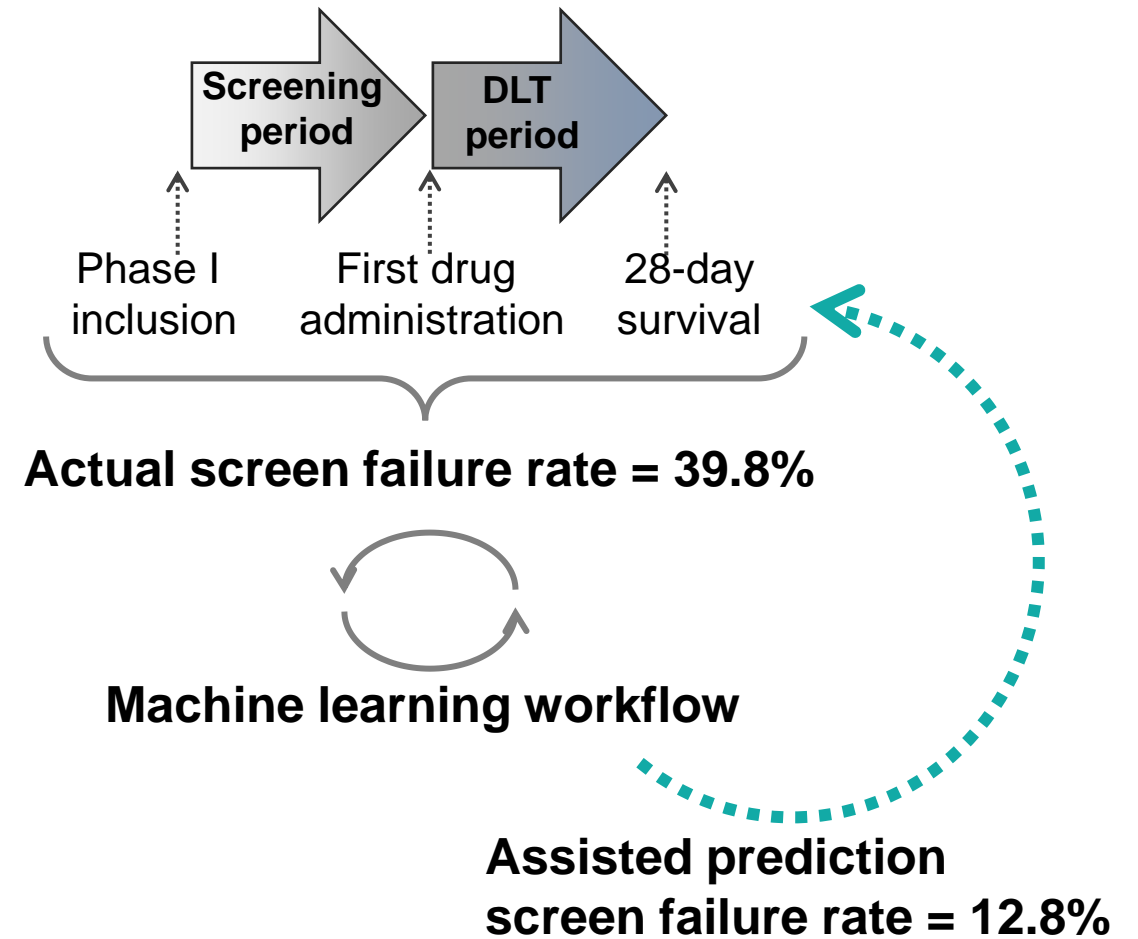 Screening
period
DLT
period
Phase I
inclusion
First drug
administration
28-day
survival
Actual screen failure rate = 39.8%
Machine learning workflow
Assisted prediction
screen failure rate = 12.8%